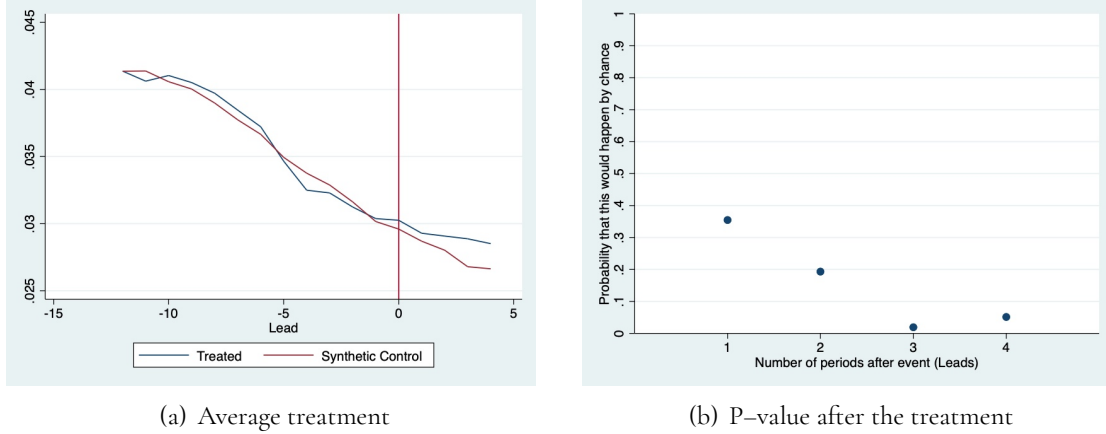 .045
.04
.035
.03
.025
-15 -10 -5 0 5
Lead
Treated Synthetic Control
(a) Average treatment
Probability that this would happen by chance
1
.9
.8
.7
.6
.5
.4
.3
.2
.1
0
1 2 3 4
Number of periods after event (Leads)
(b) P–value after the treatment